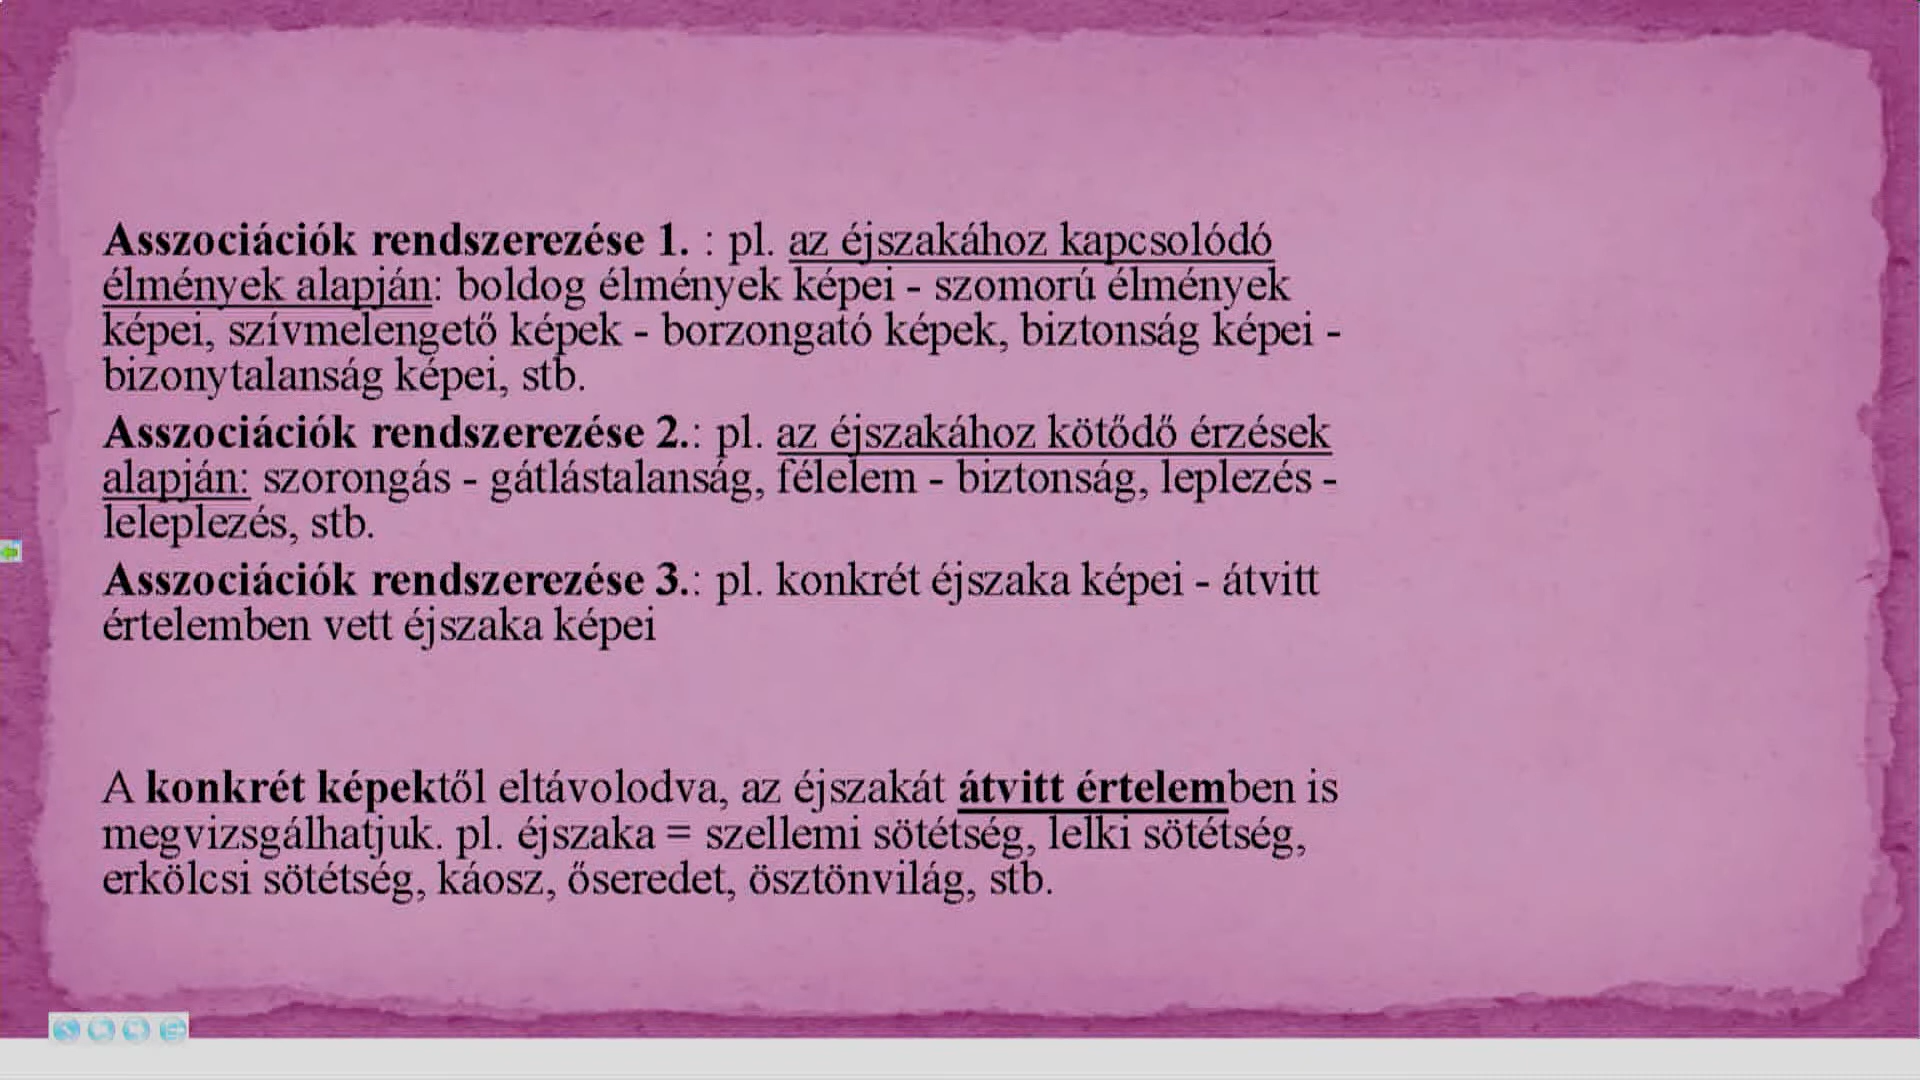 Asszociációk rendszerezése 1. : pl. az éjszakához kapcsolódó
élmények alapján: boldog élmények képei - szomorú élmények
képei, szívmelengető képek - borzongató képek, biztonság képei -
bizonytalanság képei, stb.
Asszociációk rendszerezése 2.: pl. az éjszakához kötődő érzések
alapján: szorongás - gátlástalanság, félelem - biztonság, leplezés -
leleplezés, stb.
Asszociációk rendszerezése 3.: pl. konkrét éjszaka képei - átvitt
értelemben vett éjszaka képei
A konkrét képektől eltávolodva, az éjszakát átvitt értelemben is
megvizsgálhatjuk. pl. éjszaka = szellemi sötétség, lelki sötétség,
erkölcsi sötétség, káosz, őseredet, ösztönvilág, stb.